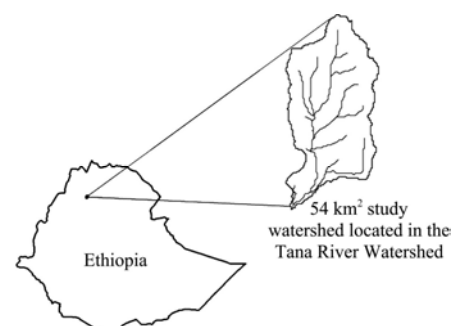 54 km² study
watershed located in the
Tana River Watershed
Ethiopia